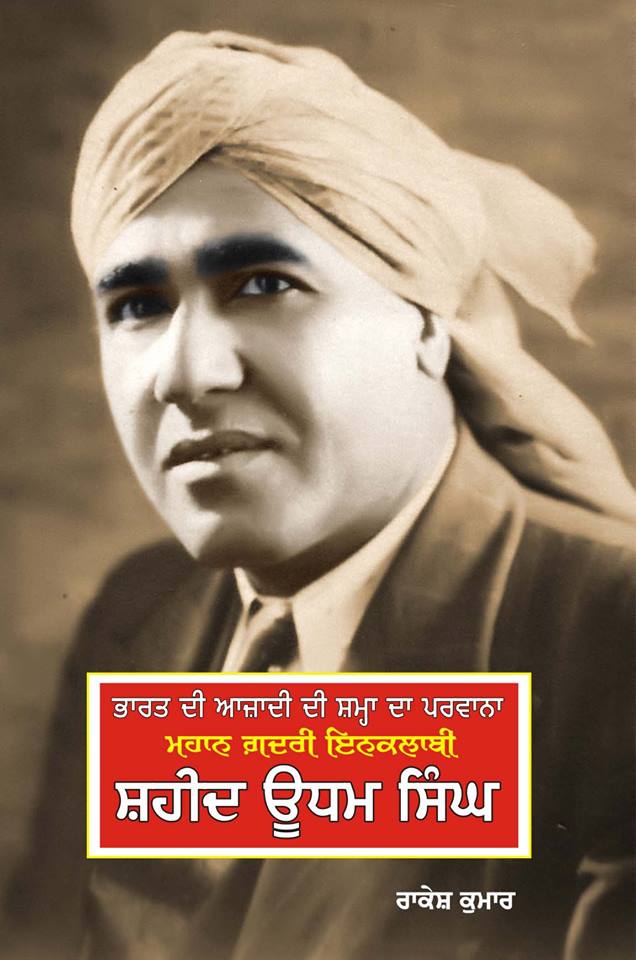 ਭਾਰਤ ਦੀ ਆਜ਼ਾਦੀ ਦੀ ਸ਼ਮ੍ਹਾ ਦਾ ਪਰਵਾਨਾ
ਮਹਾਨ ਗ਼ਦਰੀ ਇਨਕਲਾਬੀ
ਸ਼ਹੀਦ ਊਧਮ ਸਿੰਘ
ਰਾਕੇਸ਼ ਕੁਮਾਰ